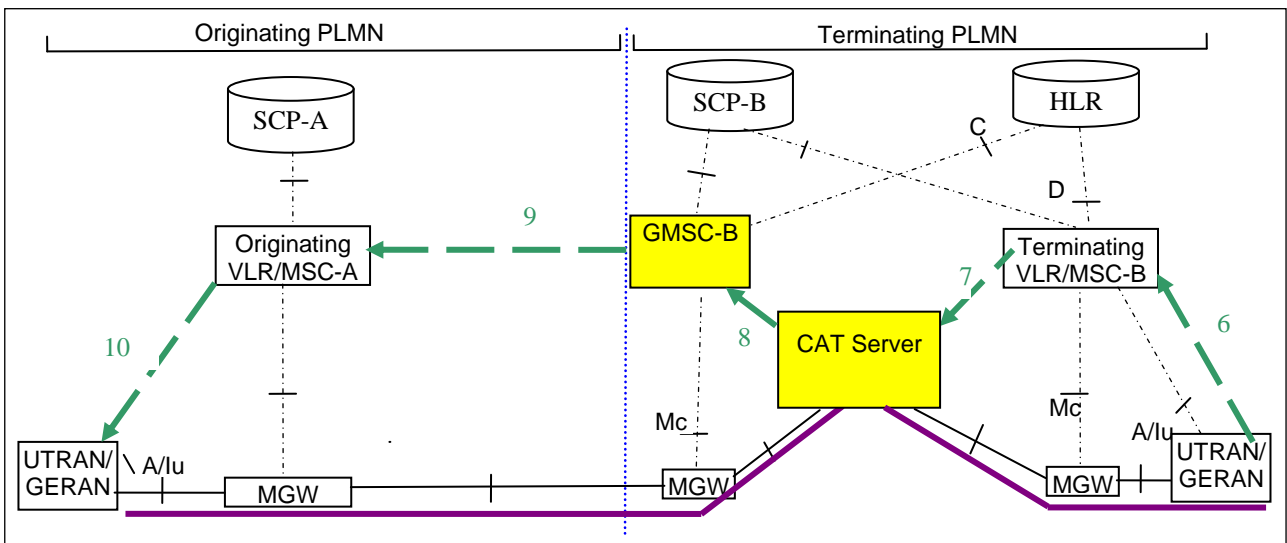 Originating PLMN
Terminating PLMN
SCP-A
SCP-B
HLR
C
D
9
Originating
VLR/MSC-A
GMSC-B
Terminating
VLR/MSC-B
7
8
6
CAT Server
10
Mc
Mc
A/Iu
A/Iu
UTRAN/
GERAN
MGW
MGW
MGW
UTRAN/
GERAN